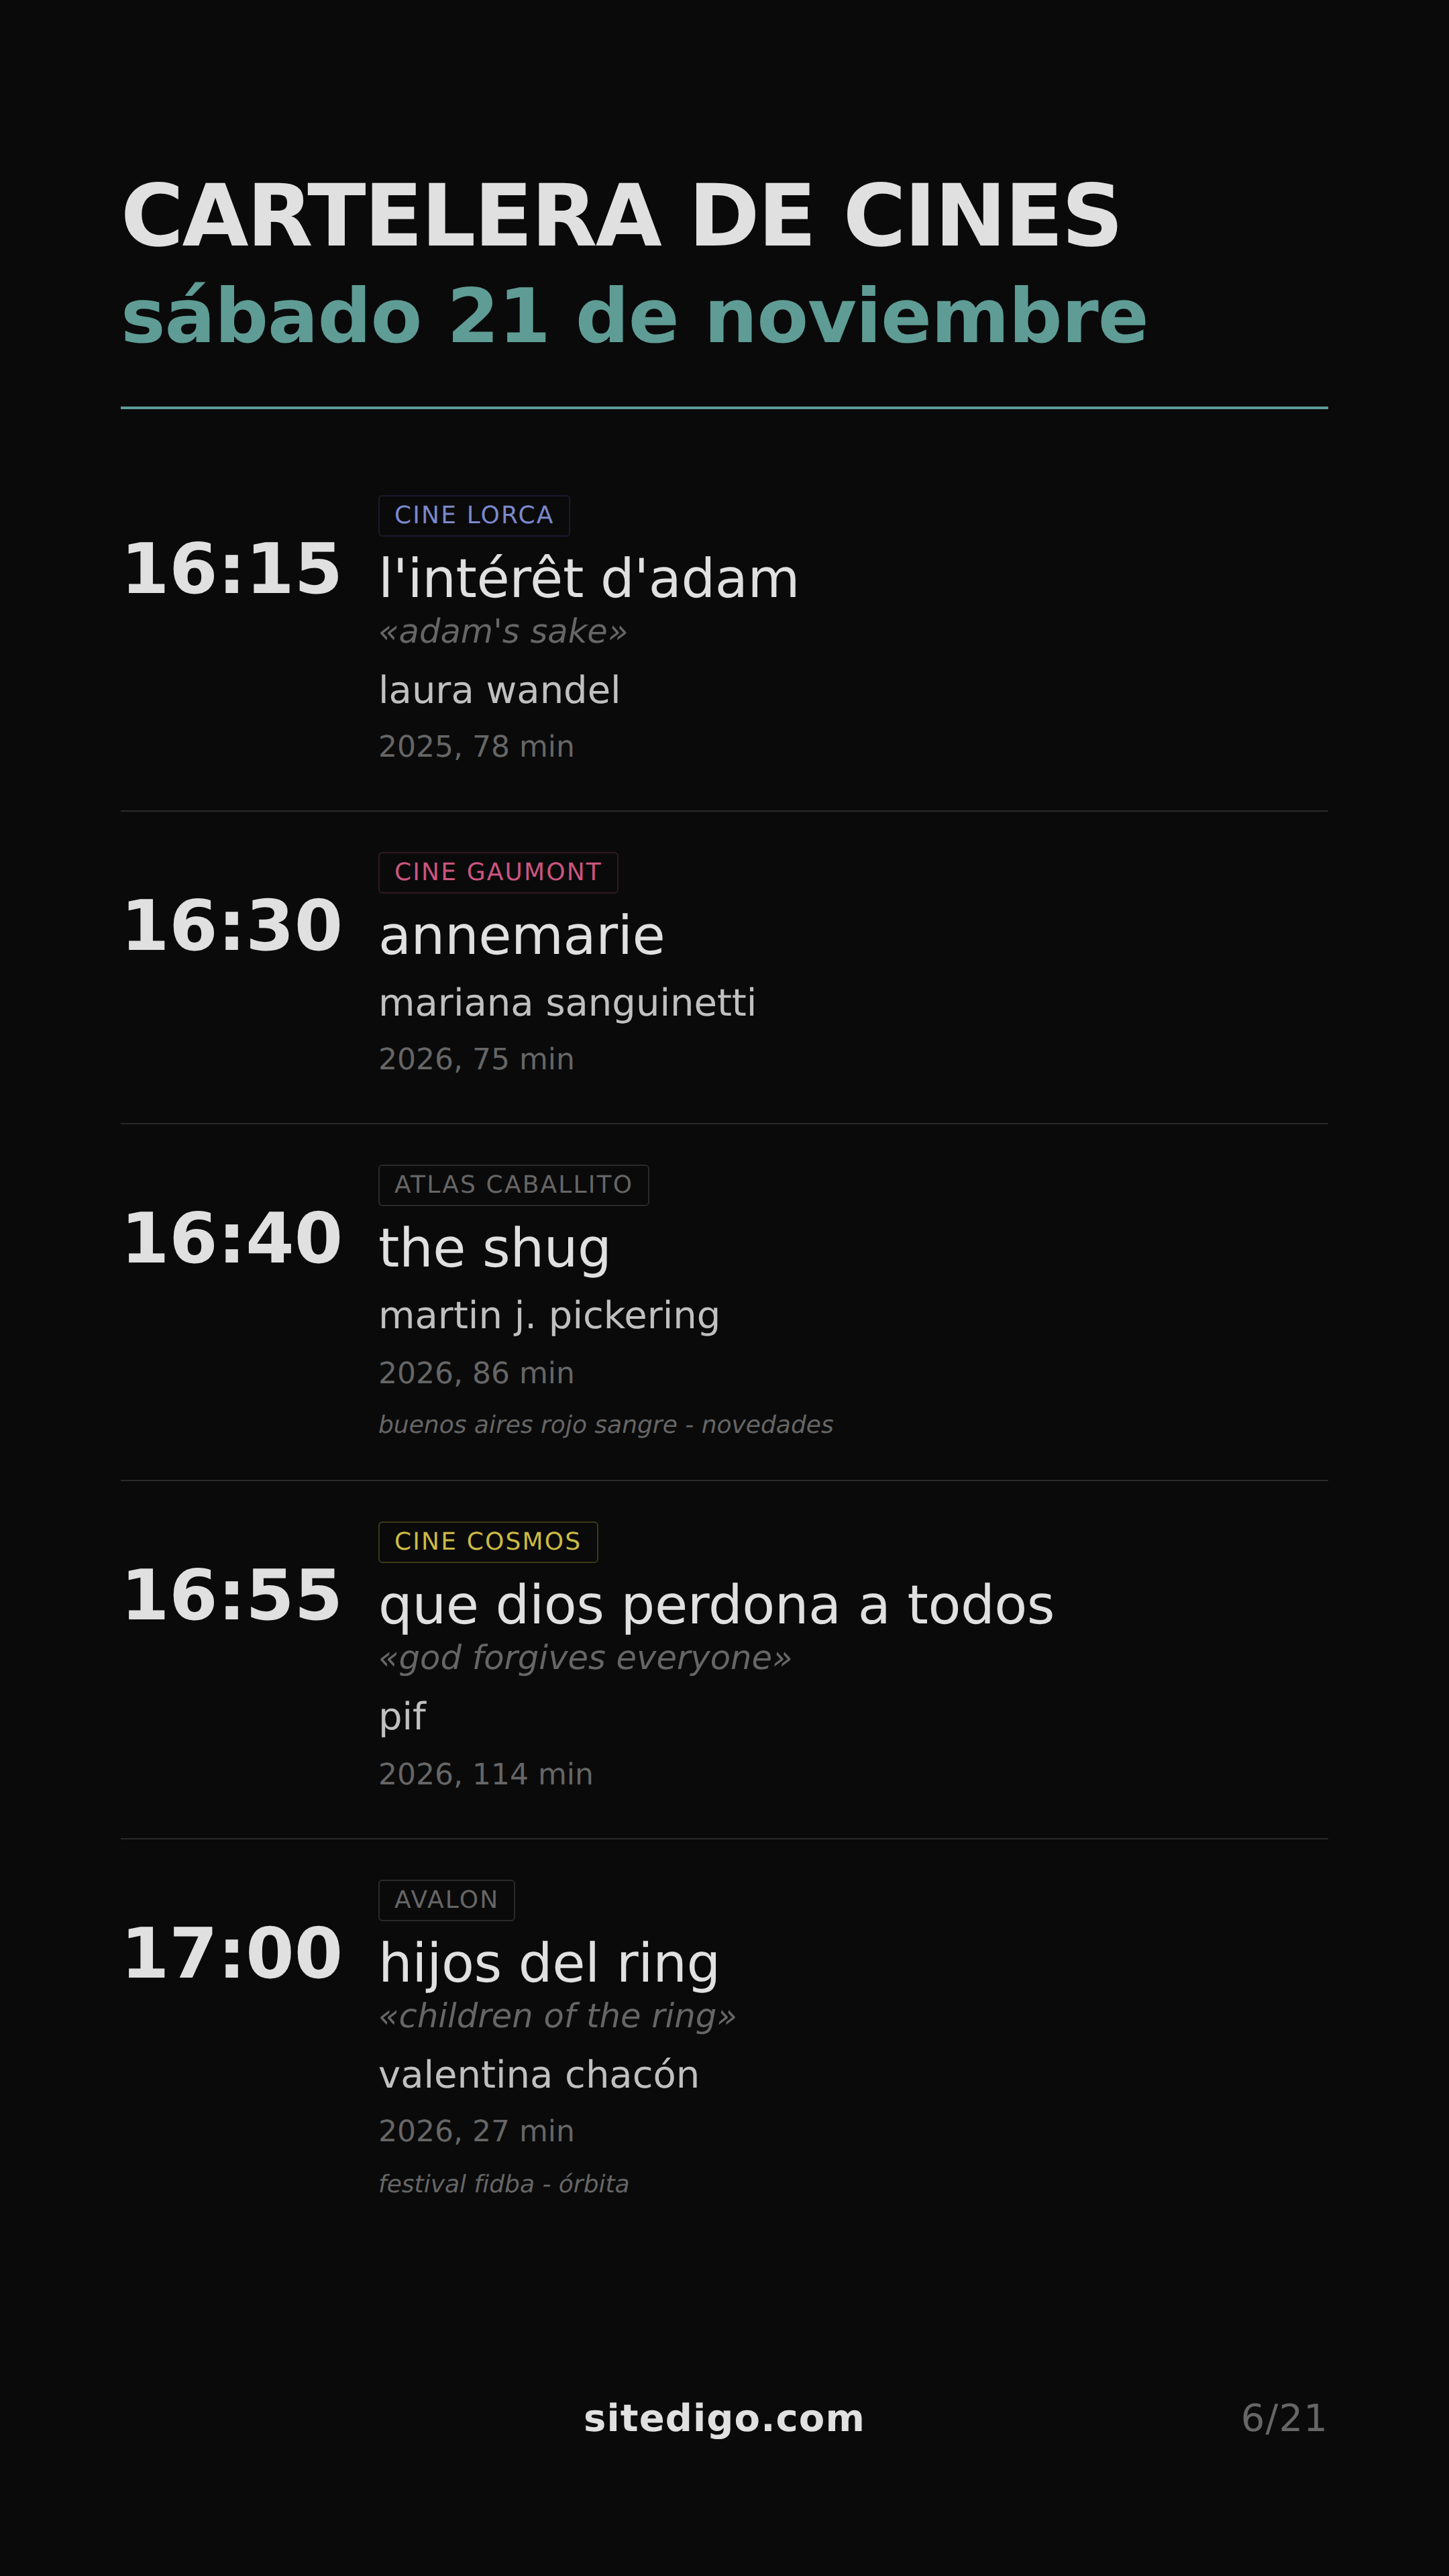 CARTELERA DE CINES
sábado 21 de noviembre
CINE LORCA
16:15
l'intérêt d'adam
«adam's sake»
laura wandel
2025, 78 min
CINE GAUMONT
16:30
annemarie
mariana sanguinetti
2026, 75 min
ATLAS CABALLITO
16:40
the shug
martin j. pickering
2026, 86 min
buenos aires rojo sangre - novedades
CINE COSMOS
16:55
que dios perdona a todos
«god forgives everyone»
pif
2026, 114 min
AVALON
17:00
hijos del ring
«children of the ring»
valentina chacón
2026, 27 min
festival fidba - órbita
sitedigo.com
6/21